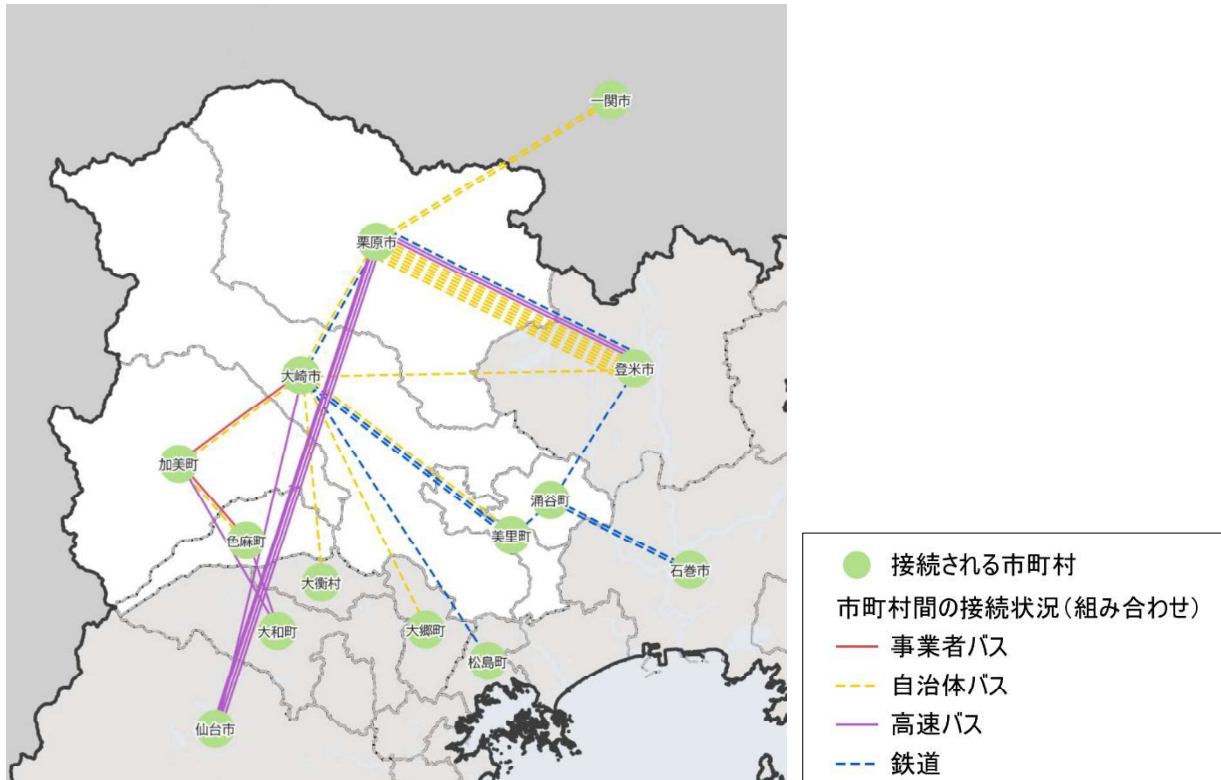 一関市
栗原市
大崎市
登米市
加美町
涌谷町
美里町
色麻町
石巻市
大衡村
大和町
大郷町
松島町
仙台市
接続される市町村
市町村間の接続状況(組み合わせ)
事業者バス
自治体バス
高速バス
鉄道